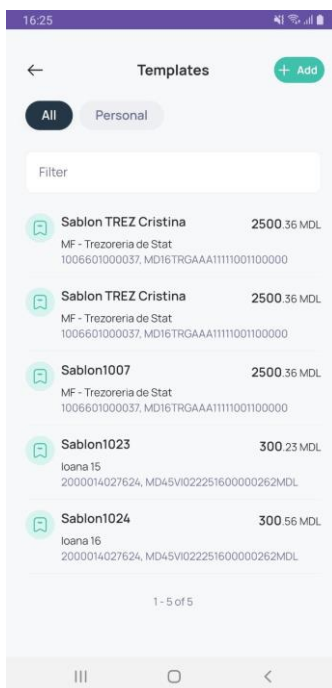 16:25
Templates
+ Add
All
Personal
Filter
Sablon TREZ Cristina 2500.36 MDL
MF - Trezoreria de Stat
1006601000037, MD16TRGAAA11111001100000
Sablon TREZ Cristina 2500.36 MDL
MF - Trezoreria de Stat
1006601000037, MD16TRGAAA11111001100000
Sablon1007 2500.36 MDL
MF - Trezoreria de Stat
1006601000037, MD16TRGAAA11111001100000
Sablon1023 300.23 MDL
Ioana 15
2000014027624, MD45VI022251600000262MDL
Sablon1024 300.56 MDL
Ioana 16
2000014027624, MD45VI022251600000262MDL
1 - 5 of 5